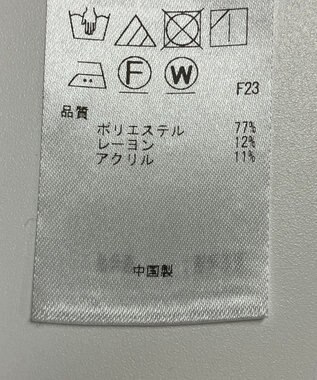 F
W
F23
品質
ポリエステル 77%
レーヨン 12%
アクリル 11%
中国製